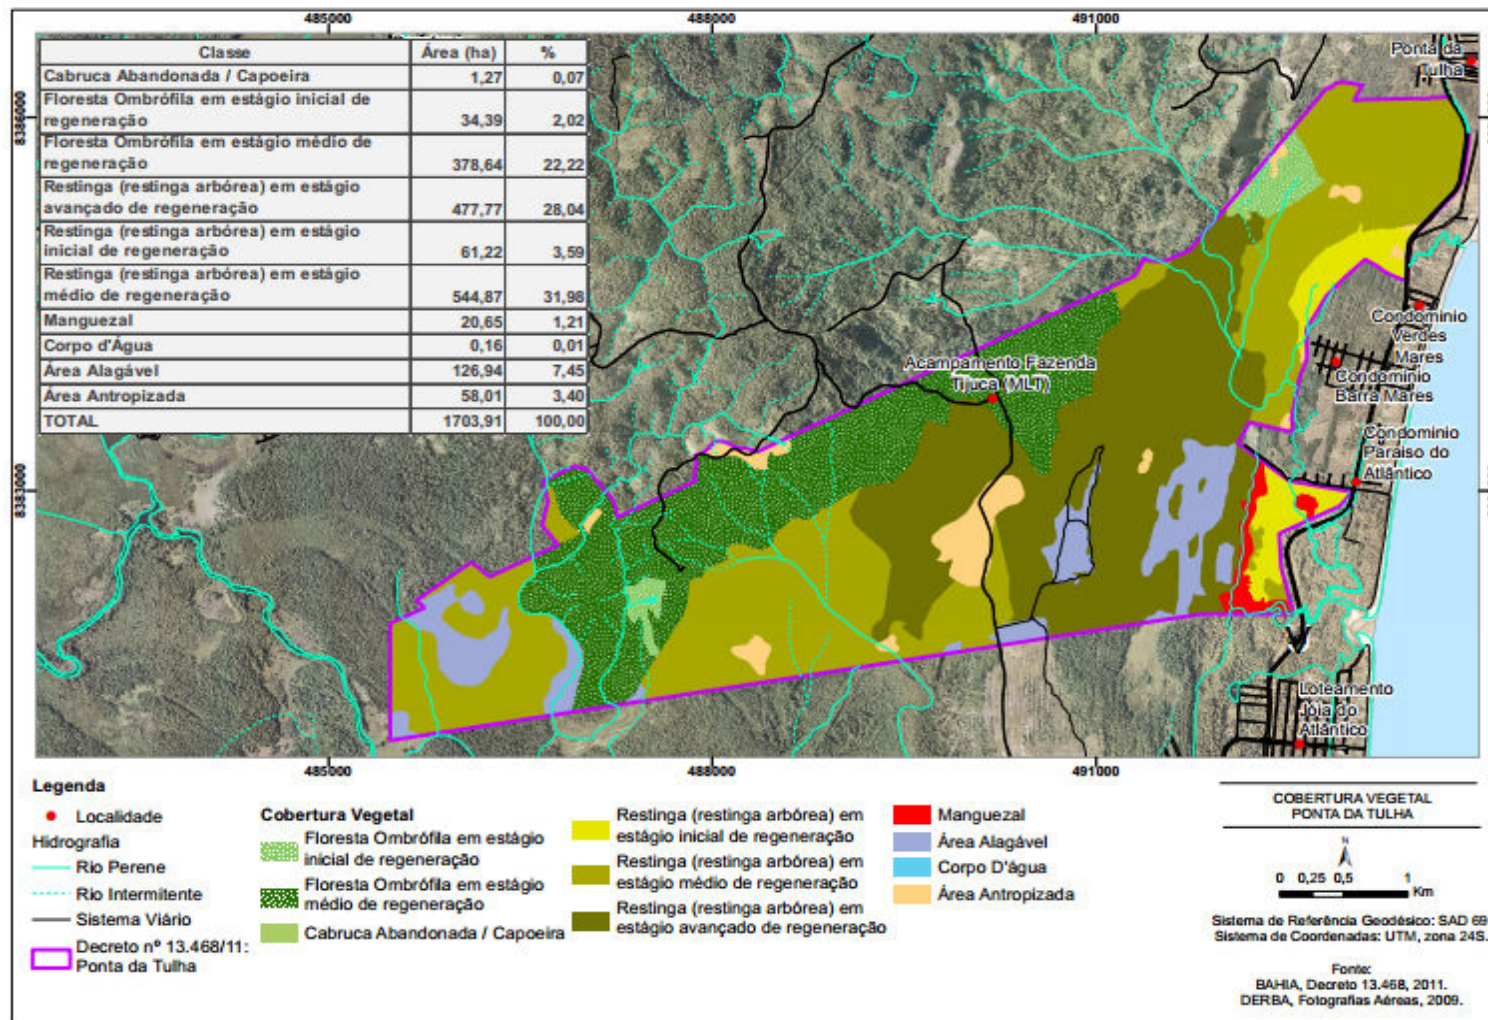 485000 488000 491000
Classe Área (ha) %
Cabruca Abandonada / Capoeira 1,27 0,07
Floresta Ombrófila em estágio inicial de
regeneração 34,39 2,02
Floresta Ombrófila em estágio médio de
regeneração 378,64 22,22
Restinga (restinga arbórea) em estágio
avançado de regeneração 477,77 28,04
Restinga (restinga arbórea) em estágio
inicial de regeneração 61,22 3,59
Restinga (restinga arbórea) em estágio
médio de regeneração 544,87 31,98
Manguezal 20,65 1,21
Corpo d'Água 0,16 0,01
Área Alagável 126,94 7,45
Área Antropizada 58,01 3,40
TOTAL 1703,91 100,00
8386000
8383000
Ponta da
Tulha
Condomínio
Verdes
Mares
Condomínio
Barra Mares
Acampamento Fazenda
Tijuca (MLT)
Condomínio
Paraiso do
Atlântico
Loteamento
Jóia do
Atlântico
485000 488000 491000
Legenda
Localidade
Hidrografia
Rio Perene
Rio Intermitente
Sistema Viário
Decreto nº 13.468/11:
Ponta da Tulha
Cobertura Vegetal
Floresta Ombrófila em estágio
inicial de regeneração
Floresta Ombrófila em estágio
médio de regeneração
Cabruca Abandonada / Capoeira
Restinga (restinga arbórea) em
estágio inicial de regeneração
Restinga (restinga arbórea) em
estágio médio de regeneração
Restinga (restinga arbórea) em
estágio avançado de regeneração
Manguezal
Área Alagável
Corpo D'água
Área Antropizada
COBERTURA VEGETAL
PONTA DA TULHA
N
0 0,25 0,5 1
Km
Sistema de Referência Geodésico: SAD 69
Sistema de Coordenadas: UTM, zona 24S.
Fonte:
BAHIA, Decreto 13.468, 2011.
DERBA, Fotografias Aéreas, 2009.